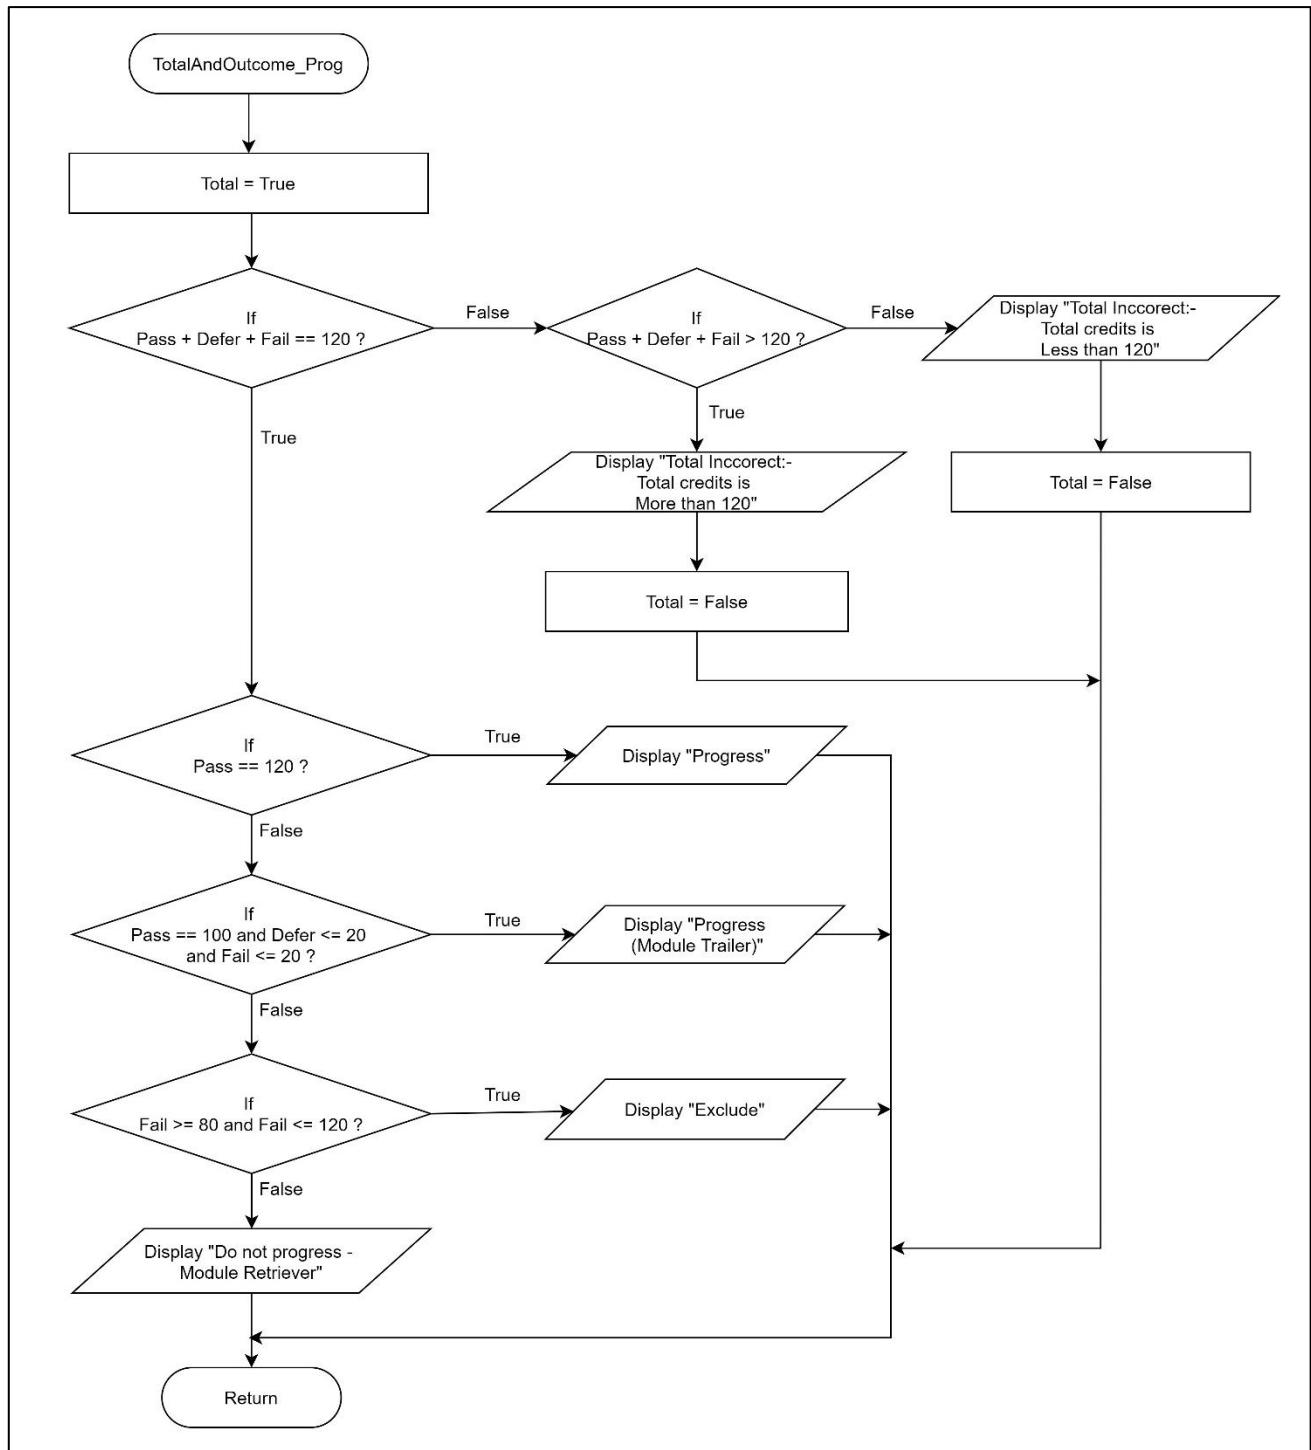 TotalAndOutcome_Prog
Total = True
If
Pass + Defer + Fail == 120 ?
False
If
Pass + Defer + Fail > 120 ?
False
Display "Total Inccorect:-
Total credits is
Less than 120"
True
True
Display "Total Inccorect:-
Total credits is
More than 120"
Total = False
Total = False
If
Pass == 120 ?
True
Display "Progress"
False
If
Pass == 100 and Defer <= 20
and Fail <= 20 ?
True
Display "Progress
(Module Trailer)"
False
If
Fail >= 80 and Fail <= 120 ?
True
Display "Exclude"
False
Display "Do not progress -
Module Retriever"
Return